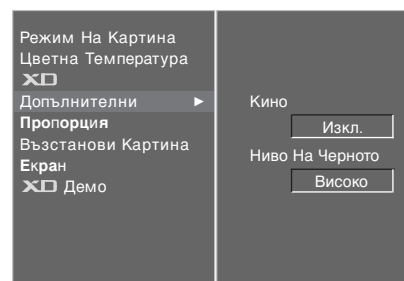 Режим На Картина
Цветна Температура
XD
Допълнителни ►
Пропорция
Възстанови Картина
Екран
XD Демо
Кино
Изкл.
Ниво На Черното
Високо